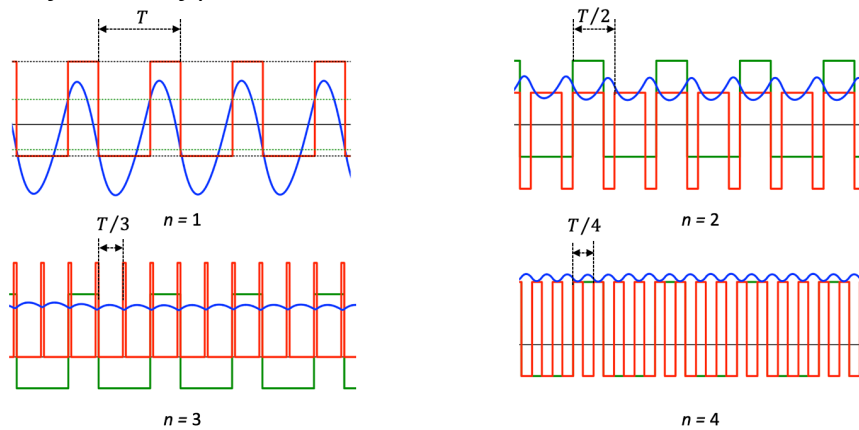 T
T/2
n = 1
n = 2
T/3
T/4
n = 3
n = 4